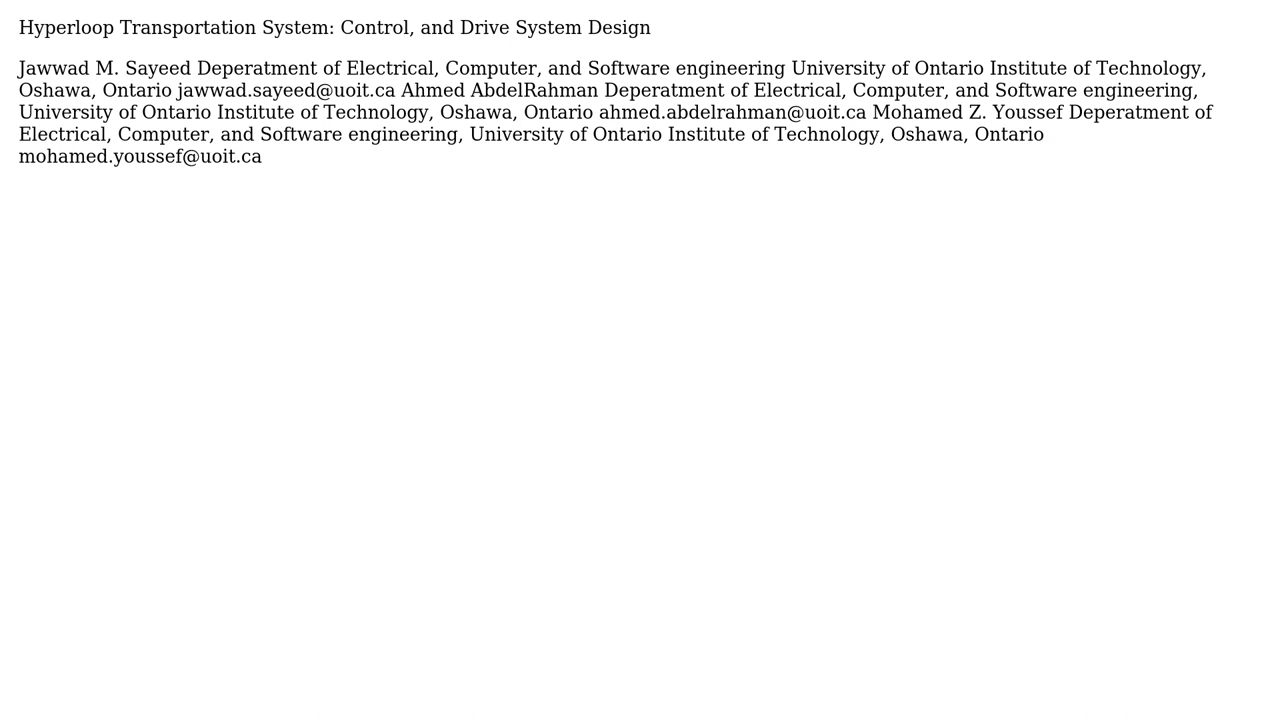 Hyperloop Transportation System: Control, and Drive System Design
Jawwad M. Sayeed Deperatment of Electrical, Computer, and Software engineering University of Ontario Institute of Technology,
Oshawa, Ontario jawwad.sayeed@uoit.ca Ahmed AbdelRahman Deperatment of Electrical, Computer, and Software engineering,
University of Ontario Institute of Technology, Oshawa, Ontario ahmed.abdelrahman@uoit.ca Mohamed Z. Youssef Deperatment of
Electrical, Computer, and Software engineering, University of Ontario Institute of Technology, Oshawa, Ontario
mohamed.youssef@uoit.ca